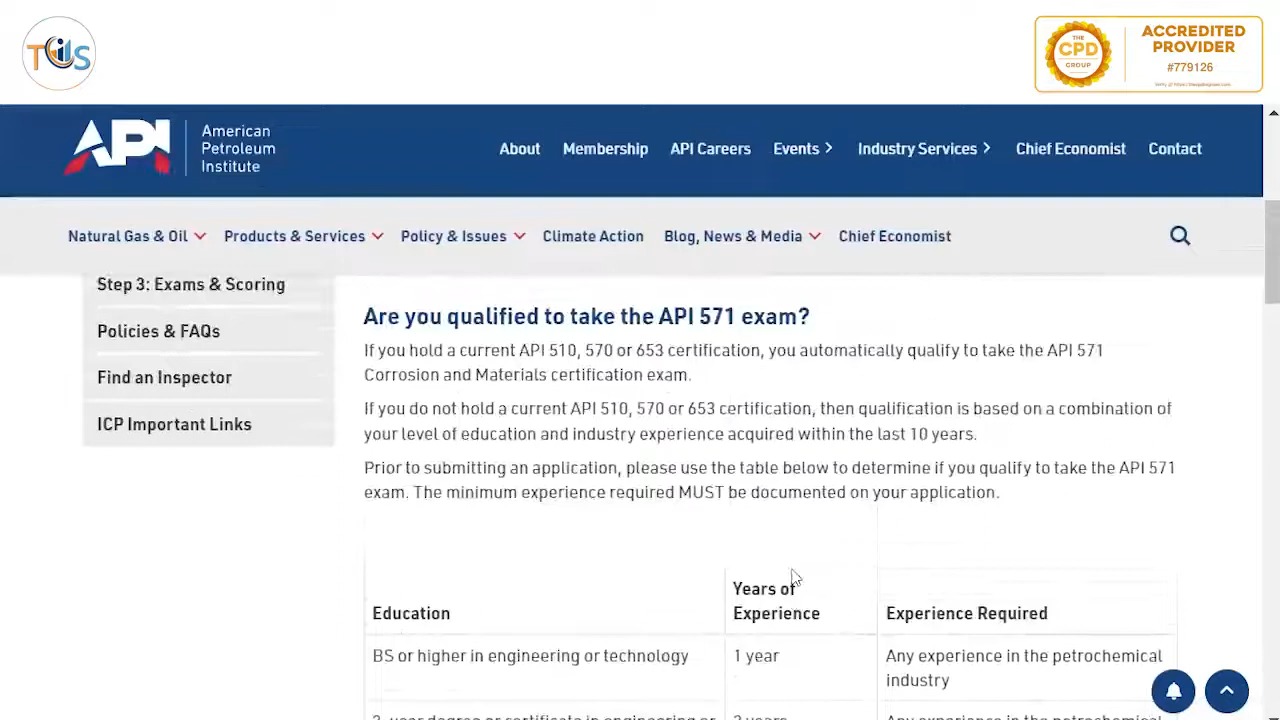 TCIS
THE
CPD
GROUP
ACCREDITED
PROVIDER
#779126
API
American
Petroleum
Institute
About
Membership
API Careers
Events
Industry Services
Chief Economist
Contact
Natural Gas & Oil
Products & Services
Policy & Issues
Climate Action
Blog, News & Media
Chief Economist
Step 3: Exams & Scoring
Policies & FAQs
Find an Inspector
ICP Important Links
Are you qualified to take the API 571 exam?
If you hold a current API 510, 570 or 653 certification, you automatically qualify to take the API 571
Corrosion and Materials certification exam.
If you do not hold a current API 510, 570 or 653 certification, then qualification is based on a combination of
your level of education and industry experience acquired within the last 10 years.
Prior to submitting an application, please use the table below to determine if you qualify to take the API 571
exam. The minimum experience required MUST be documented on your application.
Education
Years of
Experience
Experience Required
BS or higher in engineering or technology
1 year
Any experience in the petrochemical
industry